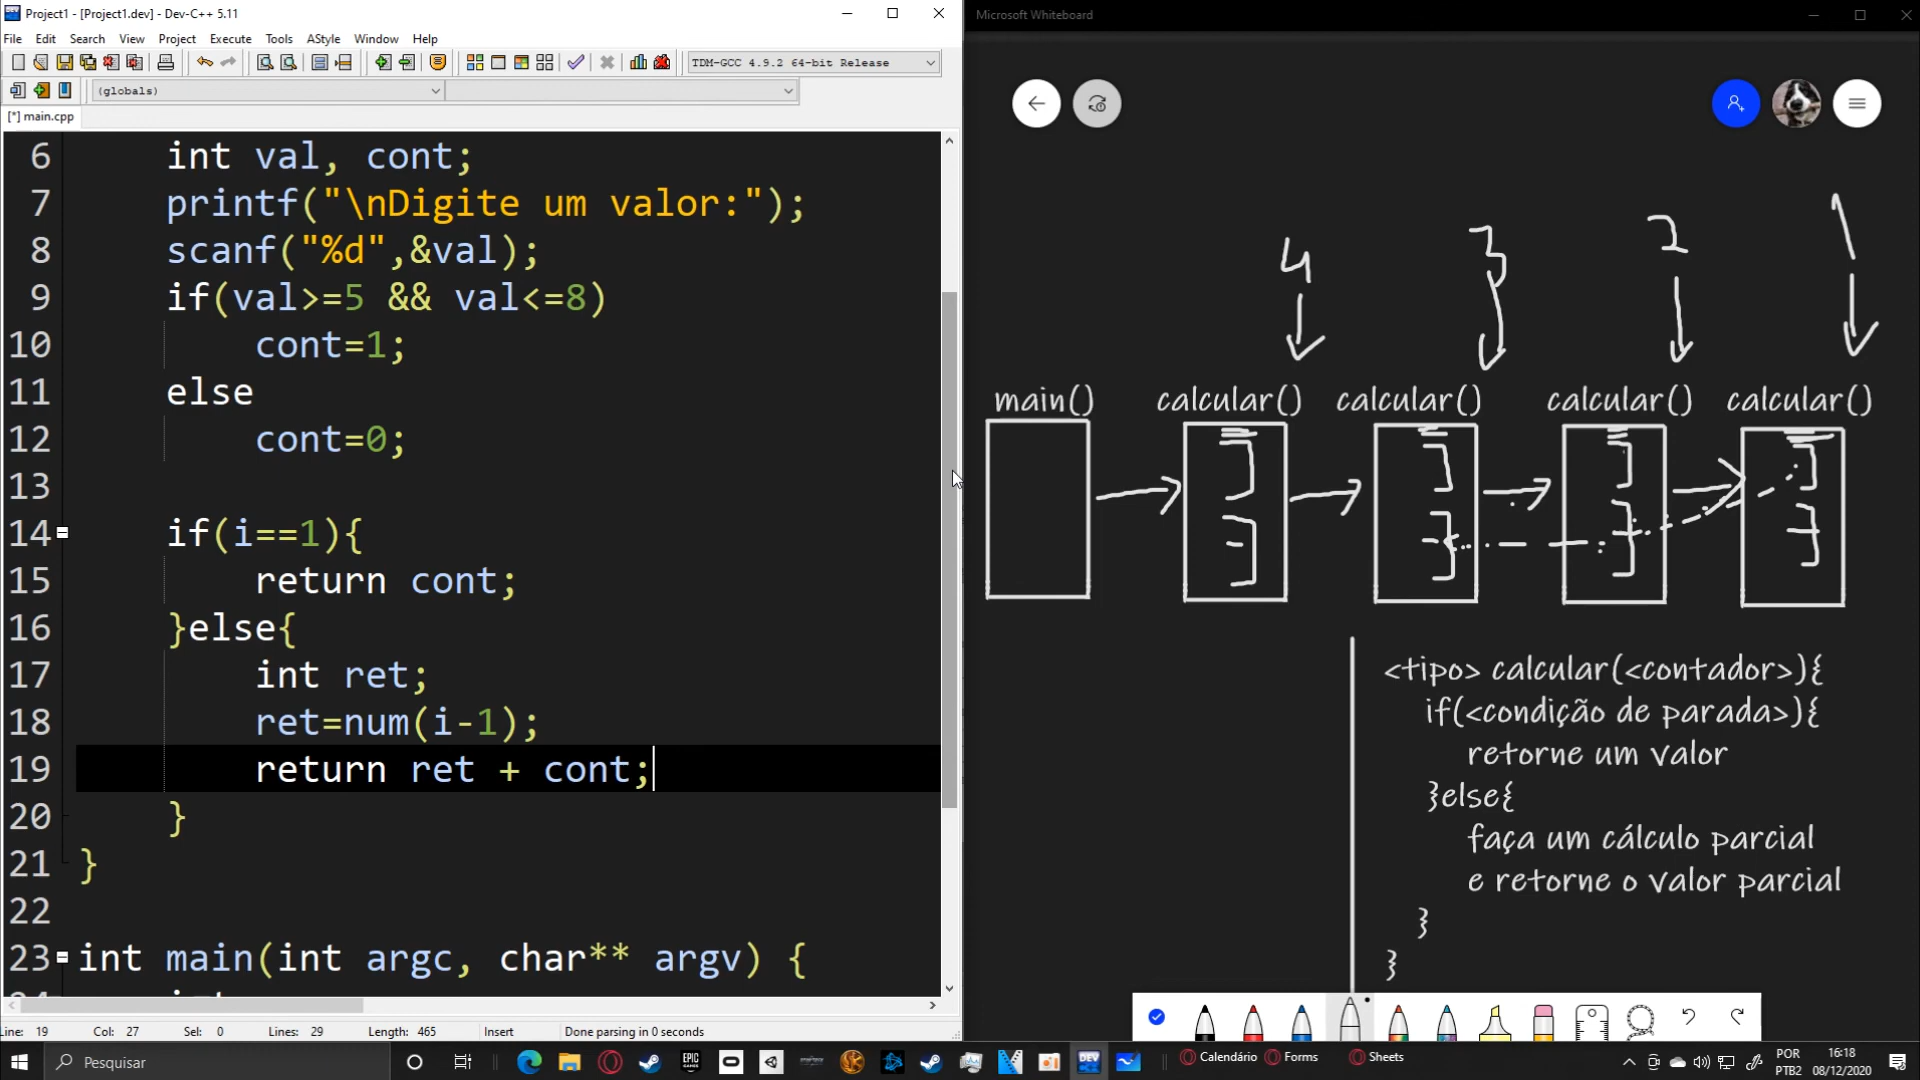 Project1 - [Project1.dev] - Dev-C++ 5.11
File Edit Search View Project Execute Tools AStyle Window Help
TDM-GCC 4.9.2 64-bit Release
(globals)
[*] main.cpp
6 int val, cont;
7 printf("\nDigite um valor:");
8 scanf("%d",&val);
9 if(val>=5 && val<=8)
10 cont=1;
11 else
12 cont=0;
13
14 if(i==1){
15 return cont;
16 }else{
17 int ret;
18 ret=num(i-1);
19 return ret + cont;
20 }
21 }
22
23 int main(int argc, char** argv) {
Line: 19 Col: 27 Sel: 0 Lines: 29 Length: 465 Insert Done parsing in 0 seconds
Microsoft Whiteboard
4 3 2 1
main() calcular() calcular() calcular() calcular()
<tipo> calcular(<contador>){
if(<condição de parada>){
retorne um valor
}else{
faça um cálculo parcial
e retorne o valor parcial
}
}
Pesquisar
EPIC GAMES
DEV
Calendário Forms Sheets
POR
PTB2
16:18
08/12/2020